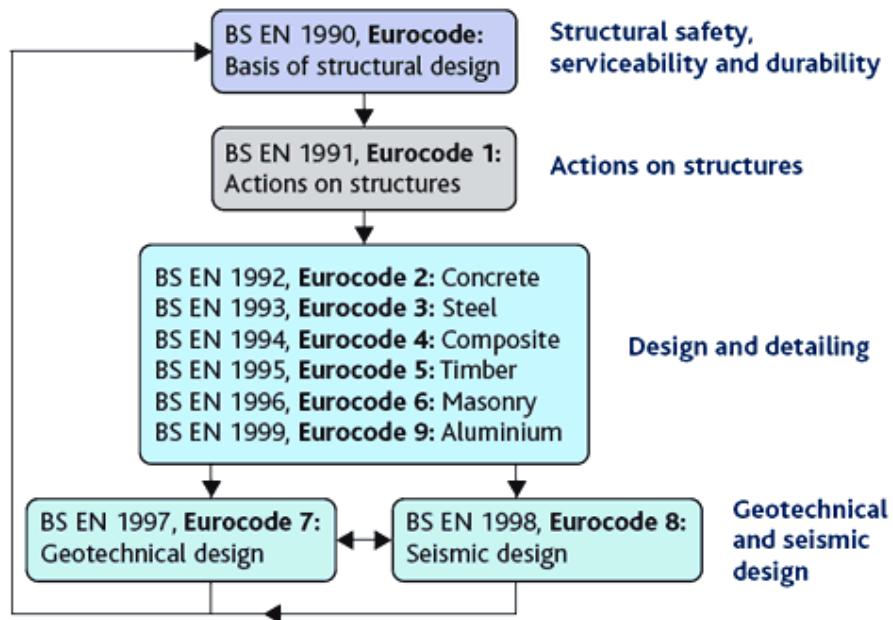 BS EN 1990, Eurocode:
Basis of structural design
Structural safety,
serviceability and durability
BS EN 1991, Eurocode 1:
Actions on structures
Actions on structures
BS EN 1992, Eurocode 2: Concrete
BS EN 1993, Eurocode 3: Steel
BS EN 1994, Eurocode 4: Composite
BS EN 1995, Eurocode 5: Timber
BS EN 1996, Eurocode 6: Masonry
BS EN 1999, Eurocode 9: Aluminium
Design and detailing
BS EN 1997, Eurocode 7:
Geotechnical design
BS EN 1998, Eurocode 8:
Seismic design
Geotechnical
and seismic
design